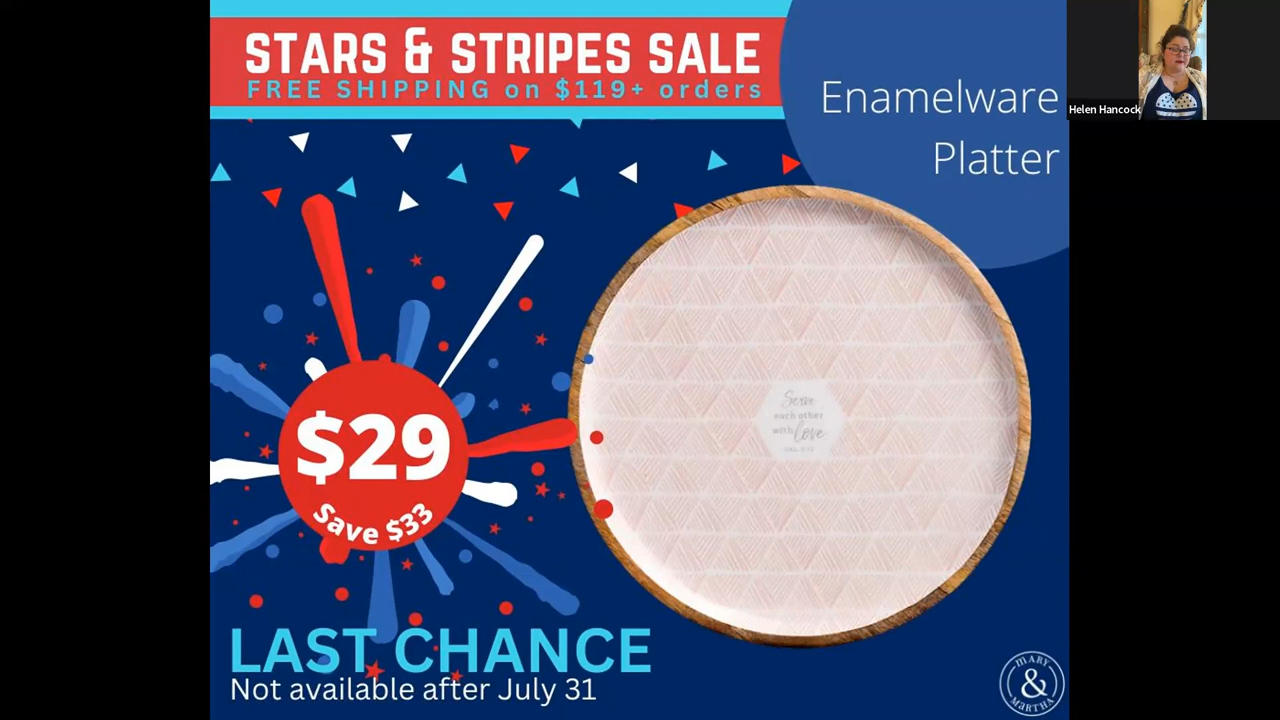 STARS & STRIPES SALE
FREE SHIPPING on $119+ orders
Enamelware
Platter
Helen Hancock
$29
Save $33
Serve
each other
with love
LAST CHANCE
Not available after July 31
MARY
&
MARTHA